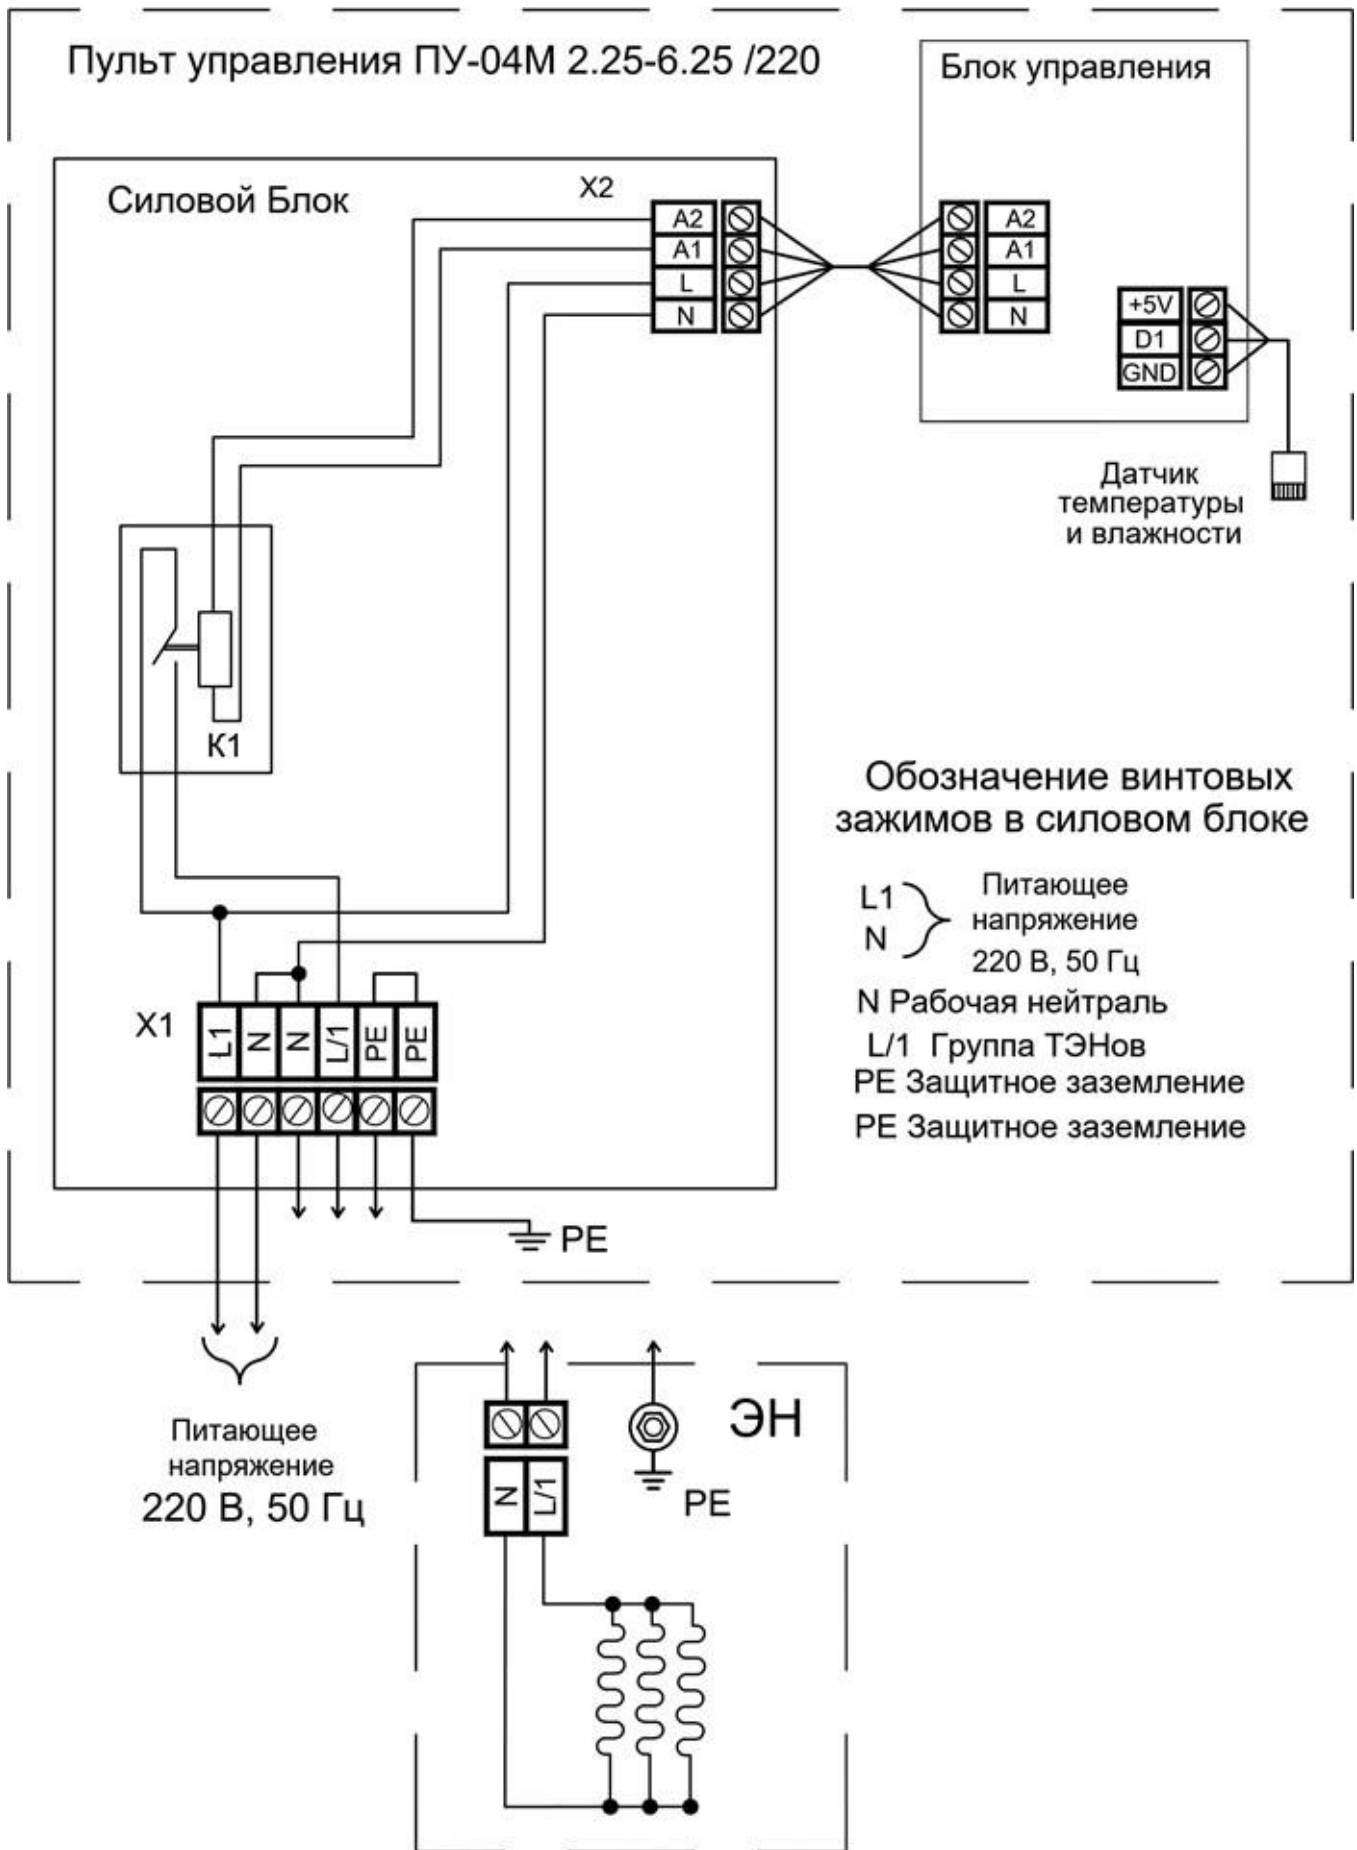 Пульт управления ПУ-04М 2.25-6.25 /220
Блок управления
Силовой Блок
X2
A2
A1
L
N
A2
A1
L
N
+5V
D1
GND
Датчик
температуры
и влажности
К1
Обозначение винтовых
зажимов в силовом блоке
L1
N
Питающее
напряжение
220 В, 50 Гц
N Рабочая нейтраль
L/1 Группа ТЭНов
PE Защитное заземление
PE Защитное заземление
X1
L1
N
N
L/1
PE
PE
PE
Питающее
напряжение
220 В, 50 Гц
ЭН
N
L/1
PE